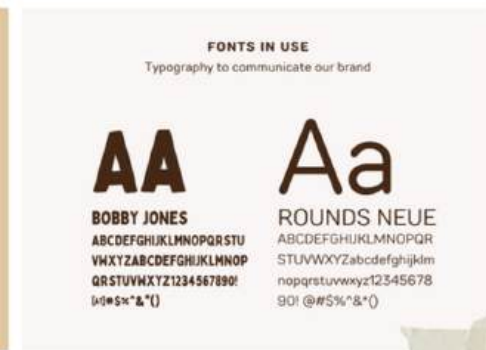 FONTS IN USE
Typography to communicate our brand
AA
BOBBY JONES
ABCDEFGHIJKLMNOPQRSTU
VWXYZABCDEFGHIJKLMNOP
QRSTUVWXYZ1234567890!
@#$%^&*()
Aa
ROUNDS NEUE
ABCDEFGHIJKLMNOPQR
STUVWXYZabcdefghijklm
nopqrstuvwxyz12345678
90! @#$%^&*()